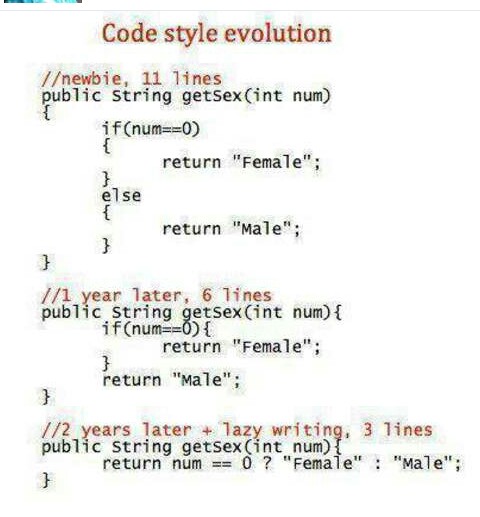 Code style evolution
//newbie, 11 lines
public String getSex(int num)
{
if(num==0)
{
return "Female";
}
else
{
return "Male";
}
}
//1 year later, 6 lines
public String getSex(int num){
if(num==0){
return "Female";
}
return "Male";
}
//2 years later + lazy writing, 3 lines
public String getSex(int num){
return num == 0 ? "Female" : "Male";
}